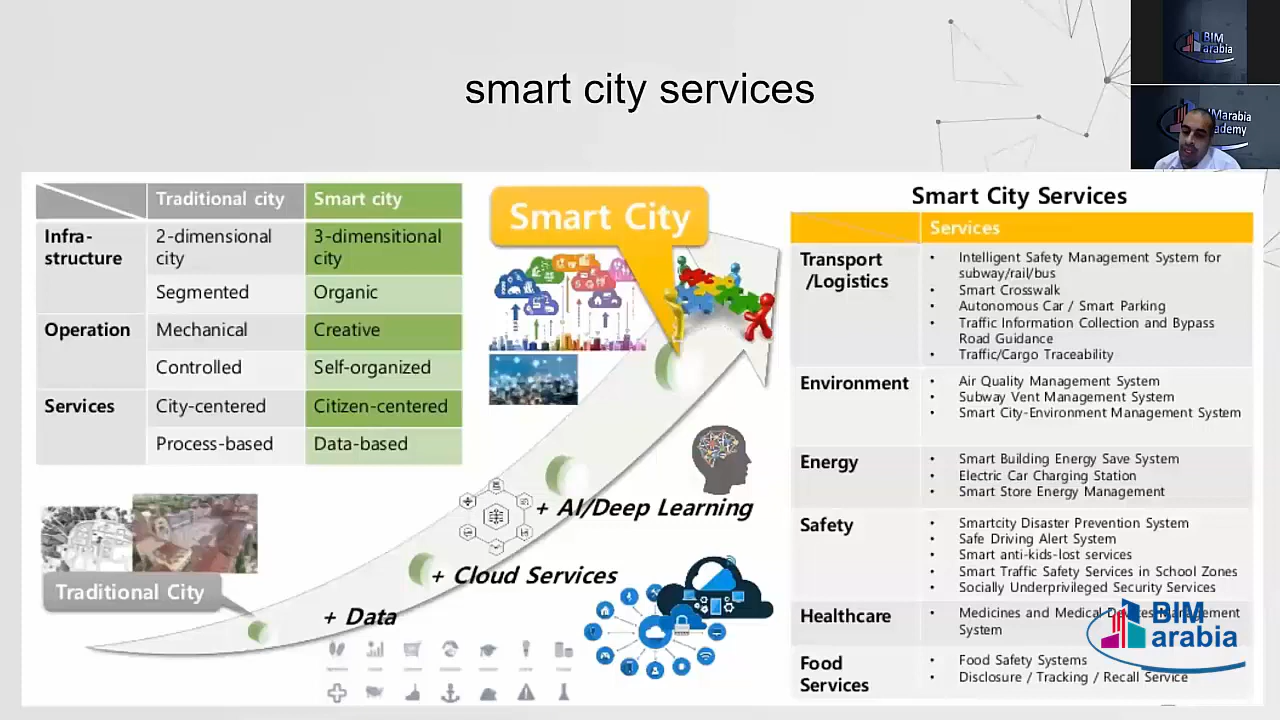 smart city services
BIM
arabia
BIMarabia
Academy
Traditional city
Smart city
Infra-
structure
2-dimensional
city
3-dimensitional
city
Segmented
Organic
Operation
Mechanical
Creative
Controlled
Self-organized
Services
City-centered
Citizen-centered
Process-based
Data-based
Smart City
Traditional City
+ Data
+ Cloud Services
+ AI/Deep Learning
Smart City Services
Services
Transport
/Logistics
• Intelligent Safety Management System for
subway/rail/bus
• Smart Crosswalk
• Autonomous Car / Smart Parking
• Traffic Information Collection and Bypass
Road Guidance
• Traffic/Cargo Traceability
Environment
• Air Quality Management System
• Subway Vent Management System
• Smart City-Environment Management System
Energy
• Smart Building Energy Save System
• Electric Car Charging Station
• Smart Store Energy Management
Safety
• Smartcity Disaster Prevention System
• Safe Driving Alert System
• Smart anti-kids-lost services
• Smart Traffic Safety Services in School Zones
• Socially Underprivileged Security Services
Healthcare
• Medicines and Medical Devices Management
System
Food
Services
• Food Safety Systems
• Disclosure / Tracking / Recall Service
BIM
arabia